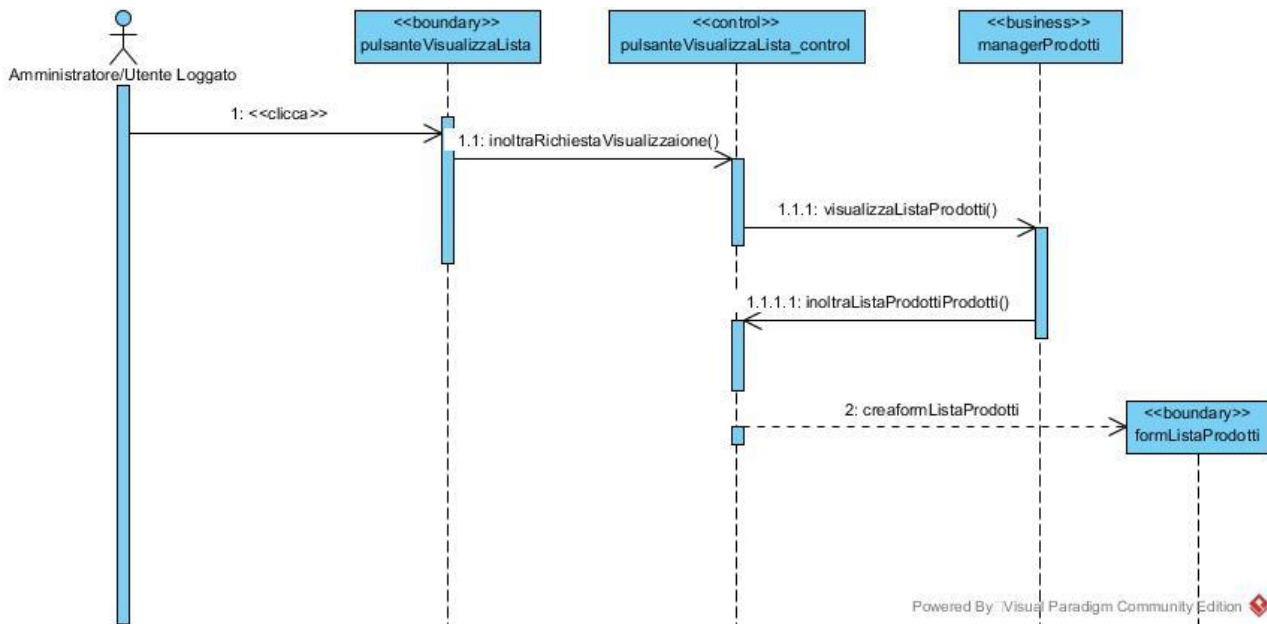 <<boundary>>
pulsanteVisualizzaLista
<<control>>
pulsanteVisualizzaLista_control
<<business>>
managerProdotti
Amministratore/Utente Loggato
1: <<clicca>>
1.1: inoltraRichiestaVisualizzaione()
1.1.1: visualizzaListaProdotti()
1.1.1.1: inoltraListaProdottiProdotti()
2: creaformListaProdotti
<<boundary>>
formListaProdotti
Powered By Visual Paradigm Community Edition